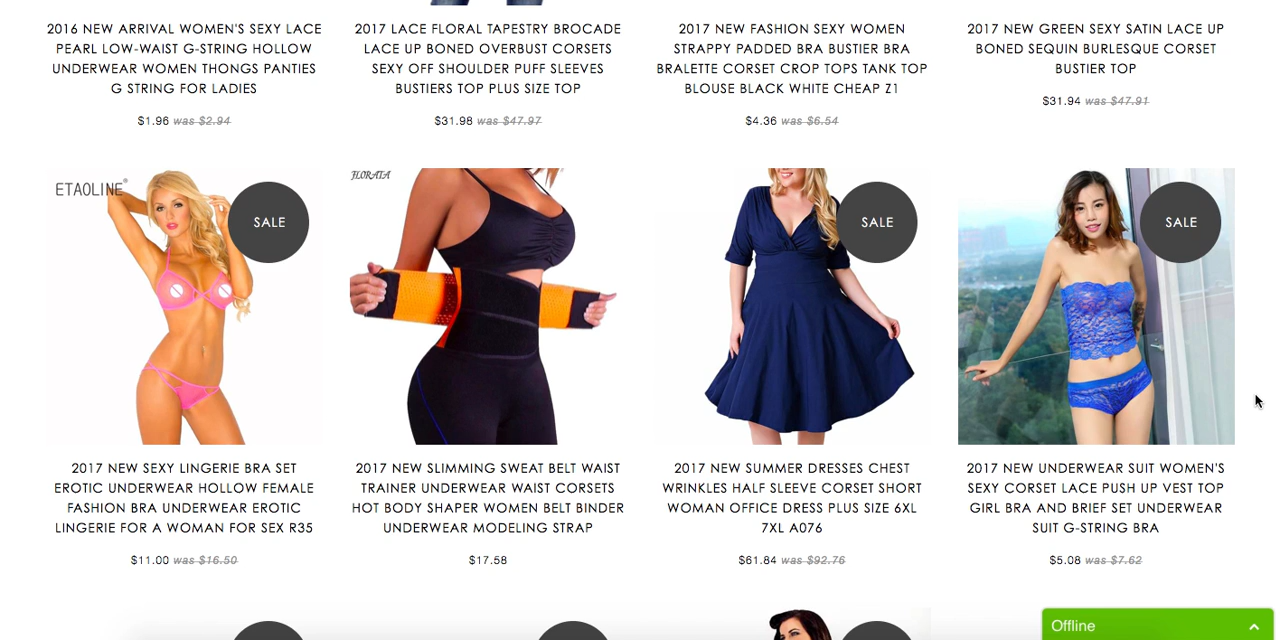 2016 NEW ARRIVAL WOMEN'S SEXY LACE
PEARL LOW-WAIST G-STRING HOLLOW
UNDERWEAR WOMEN THONGS PANTIES
G STRING FOR LADIES
$1.96 was $2.94
2017 LACE FLORAL TAPESTRY BROCADE
LACE UP BONED OVERBUST CORSETS
SEXY OFF SHOULDER PUFF SLEEVES
BUSTIERS TOP PLUS SIZE TOP
$31.98 was $47.97
2017 NEW FASHION SEXY WOMEN
STRAPPY PADDED BRA BUSTIER BRA
BRALETTE CORSET CROP TOPS TANK TOP
BLOUSE BLACK WHITE CHEAP Z1
$4.36 was $6.54
2017 NEW GREEN SEXY SATIN LACE UP
BONED SEQUIN BURLESQUE CORSET
BUSTIER TOP
$31.94 was $47.91
ETAOLINE®
SALE
2017 NEW SEXY LINGERIE BRA SET
EROTIC UNDERWEAR HOLLOW FEMALE
FASHION BRA UNDERWEAR EROTIC
LINGERIE FOR A WOMAN FOR SEX R35
$11.00 was $16.50
FLORATA
2017 NEW SLIMMING SWEAT BELT WAIST
TRAINER UNDERWEAR WAIST CORSETS
HOT BODY SHAPER WOMEN BELT BINDER
UNDERWEAR MODELING STRAP
$17.58
SALE
2017 NEW SUMMER DRESSES CHEST
WRINKLES HALF SLEEVE CORSET SHORT
WOMAN OFFICE DRESS PLUS SIZE 6XL
7XL A076
$61.84 was $92.76
SALE
2017 NEW UNDERWEAR SUIT WOMEN'S
SEXY CORSET LACE PUSH UP VEST TOP
GIRL BRA AND BRIEF SET UNDERWEAR
SUIT G-STRING BRA
$5.08 was $7.62
Offline